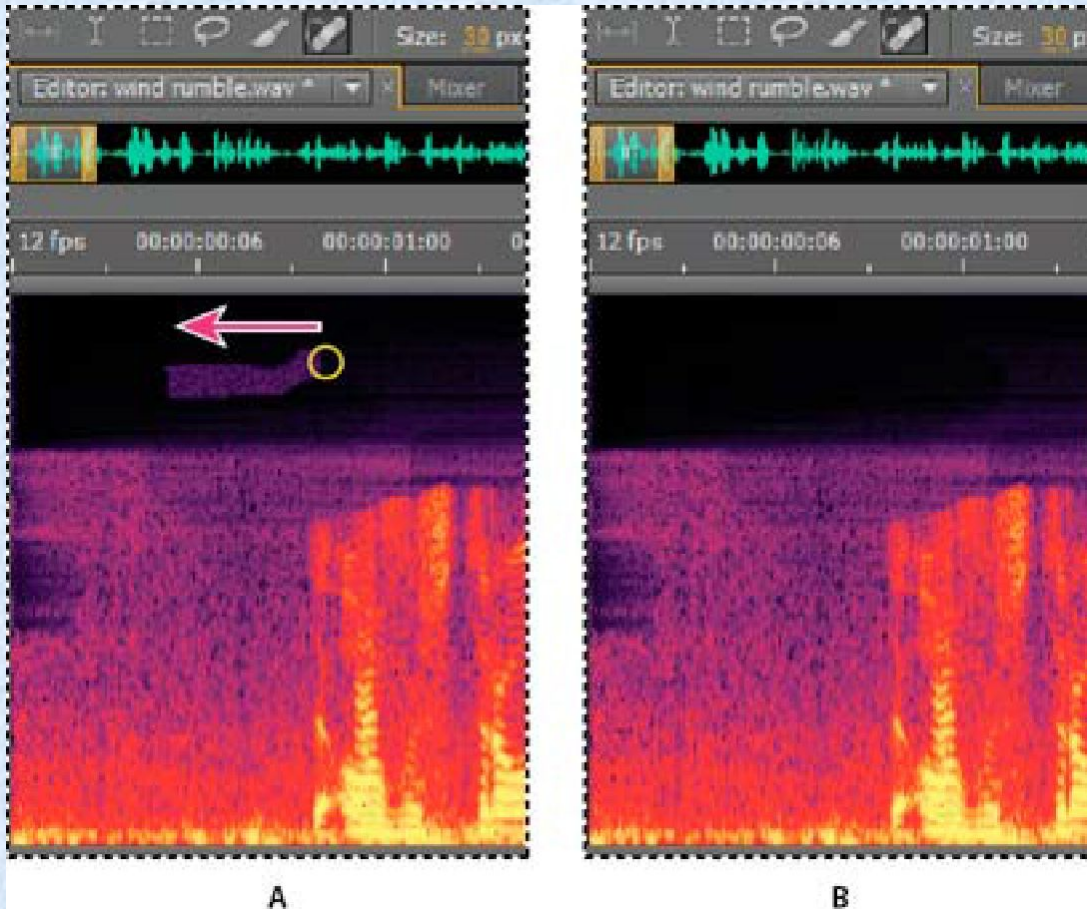 Size: 30 px
Editor: wind rumble.wav *
Mixer
12 fps 00:00:00:06 00:00:01:00 0
A
Size: 30 p
Editor: wind rumble.wav *
Mixer
12 fps 00:00:00:06 00:00:01:00
B